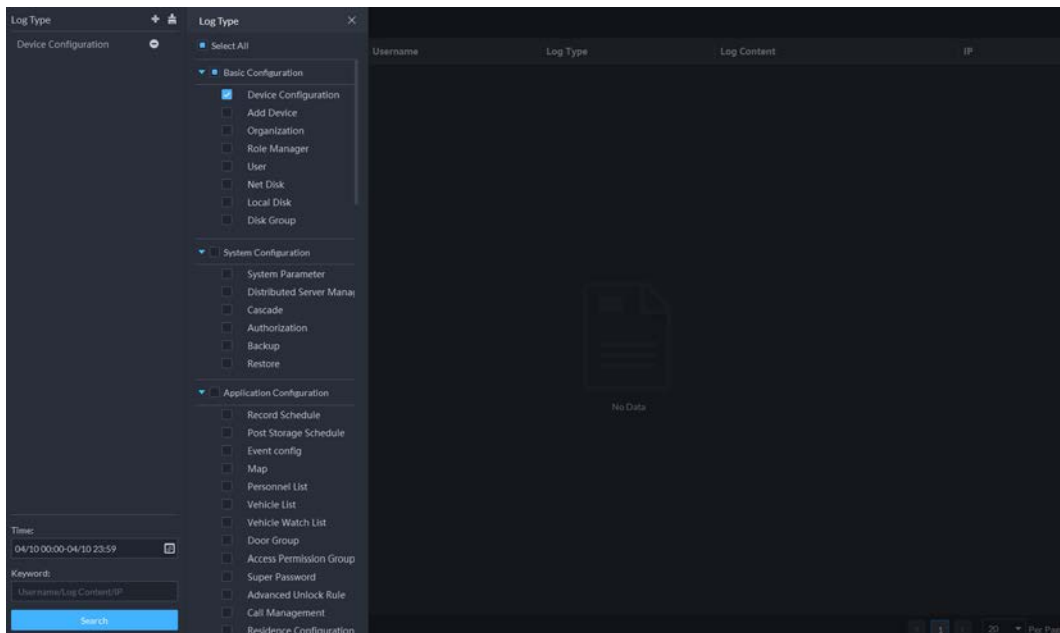 Log Type
Device Configuration
Time:
04/10 00:00-04/10 23:59
Keyword:
Username/Log Content/IP
Search
Log Type
Select All
Basic Configuration
Device Configuration
Add Device
Organization
Role Manager
User
Net Disk
Local Disk
Disk Group
System Configuration
System Parameter
Distributed Server Manag
Cascade
Authorization
Backup
Restore
Application Configuration
Record Schedule
Post Storage Schedule
Event config
Map
Personnel List
Vehicle List
Vehicle Watch List
Door Group
Access Permission Group
Super Password
Advanced Unlock Rule
Call Management
Residence Configuration
Username Log Type Log Content IP
No Data
1 20 Per Pag